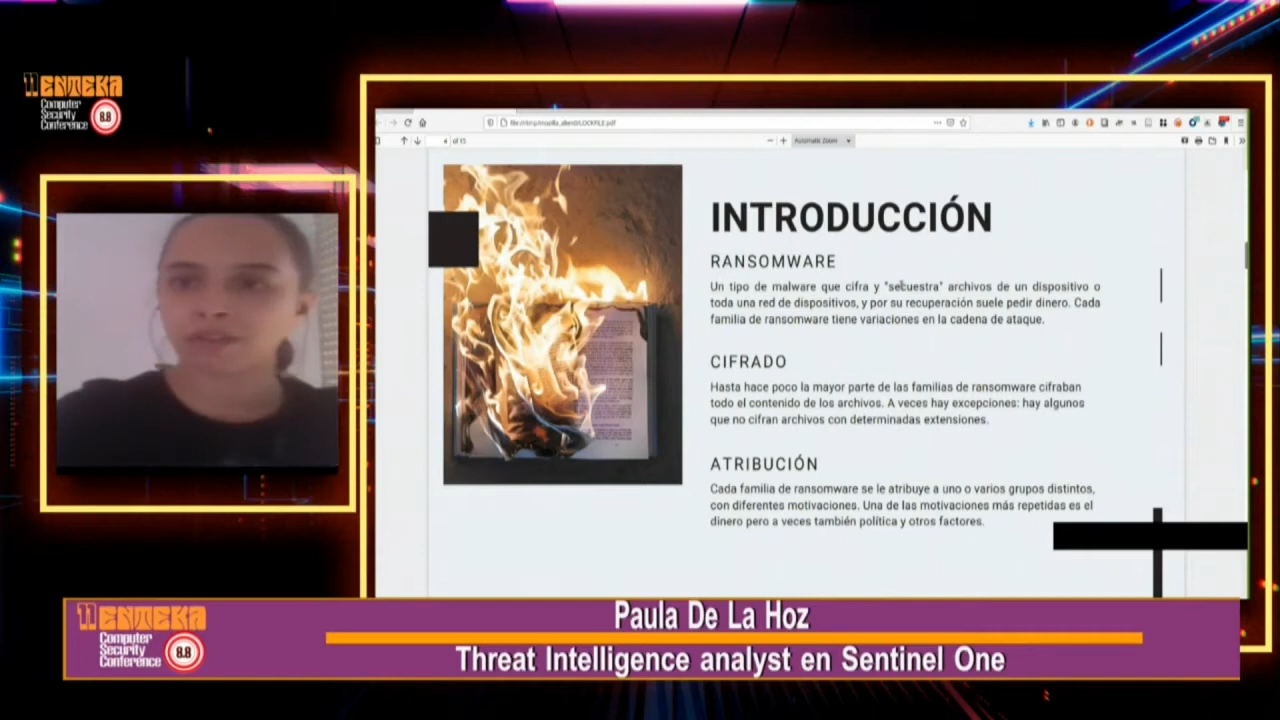 11ENTEKA
Computer
Security
Conference
8.8
4 of 15
Automatic Zoom
INTRODUCCIÓN
RANSOMWARE
Un tipo de malware que cifra y "secuestra" archivos de un dispositivo o
toda una red de dispositivos, y por su recuperación suele pedir dinero. Cada
familia de ransomware tiene variaciones en la cadena de ataque.
CIFRADO
Hasta hace poco la mayor parte de las familias de ransomware cifraban
todo el contenido de los archivos. A veces hay excepciones: hay algunos
que no cifran archivos con determinadas extensiones.
ATRIBUCIÓN
Cada familia de ransomware se le atribuye a uno o varios grupos distintos,
con diferentes motivaciones. Una de las motivaciones más repetidas es el
dinero pero a veces también política y otros factores.
11ENTEKA
Computer
Security
Conference
8.8
Paula De La Hoz
Threat Intelligence analyst en Sentinel One